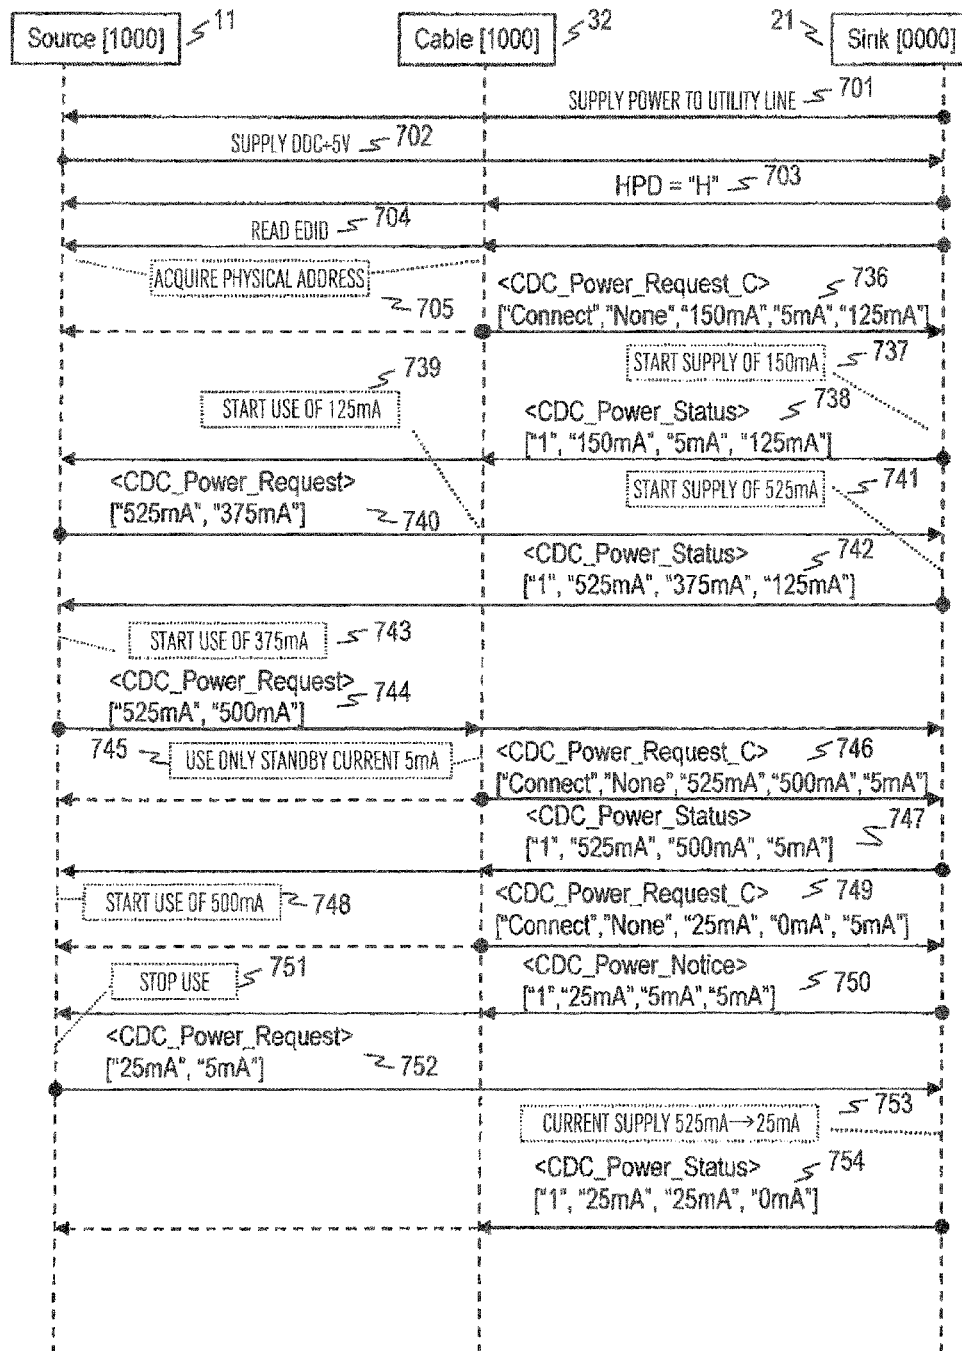 Source [1000] 11
Cable [1000] 32
21 Sink [0000]
SUPPLY POWER TO UTILITY LINE 701
SUPPLY DDC+5V 702
HPD = "H" 703
READ EDID 704
ACQUIRE PHYSICAL ADDRESS
705
<CDC_Power_Request_C> 736
["Connect","None","150mA","5mA","125mA"]
START SUPPLY OF 150mA 737
739
START USE OF 125mA
<CDC_Power_Status> 738
["1", "150mA", "5mA", "125mA"]
<CDC_Power_Request>
["525mA", "375mA"] 740
START SUPPLY OF 525mA 741
<CDC_Power_Status> 742
["1", "525mA", "375mA", "125mA"]
START USE OF 375mA 743
<CDC_Power_Request> 744
["525mA", "500mA"]
745 USE ONLY STANDBY CURRENT 5mA
<CDC_Power_Request_C> 746
["Connect","None","525mA","500mA","5mA"]
<CDC_Power_Status> 747
["1", "525mA", "500mA", "5mA"]
START USE OF 500mA 748
<CDC_Power_Request_C> 749
["Connect","None", "25mA", "0mA", "5mA"]
STOP USE 751
<CDC_Power_Notice> 750
["1","25mA","5mA","5mA"]
<CDC_Power_Request>
["25mA", "5mA"] 752
CURRENT SUPPLY 525mA→25mA 753
<CDC_Power_Status> 754
["1", "25mA", "25mA", "0mA"]